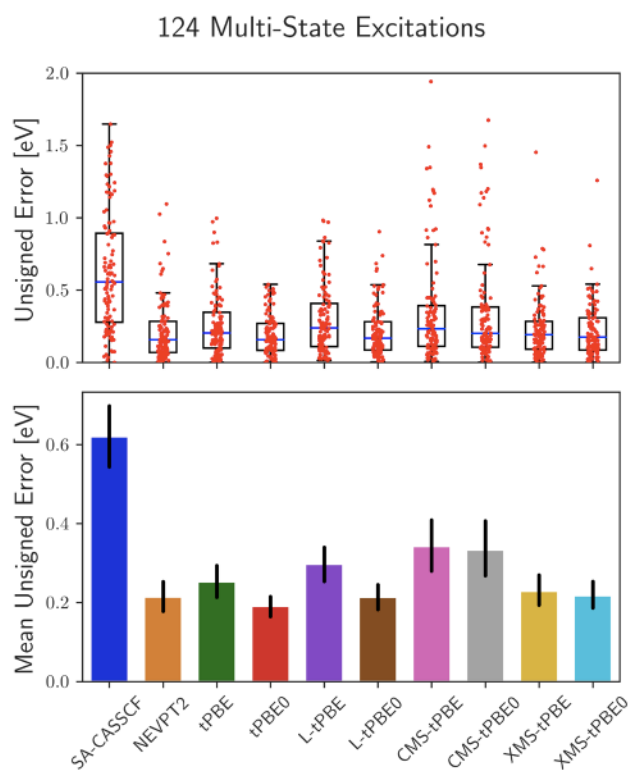 124 Multi-State Excitations
Unsigned Error [eV]
2.0
1.5
1.0
0.5
0.0
Mean Unsigned Error [eV]
0.6
0.4
0.2
0.0
SA-CASSCF
NEVPT2
tPBE
tPBE0
L-tPBE
L-tPBE0
CMS-tPBE
CMS-tPBE0
XMS-tPBE
XMS-tPBE0